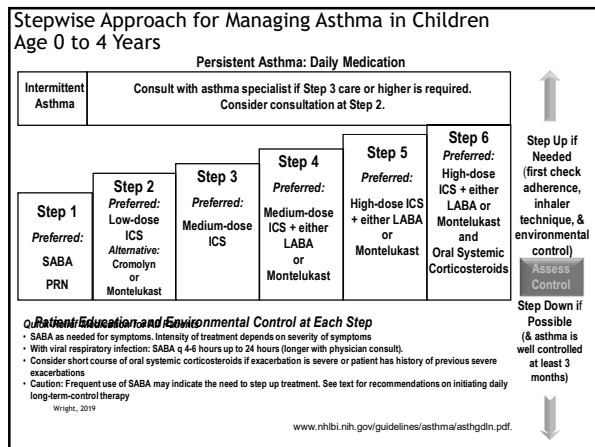 Stepwise Approach for Managing Asthma in Children
Age 0 to 4 Years
Persistent Asthma: Daily Medication
Intermittent
Asthma
Consult with asthma specialist if Step 3 care or higher is required.
Consider consultation at Step 2.
Step 1
Preferred:
SABA
PRN
Step 2
Preferred:
Low-dose
ICS
Alternative:
Cromolyn
or
Montelukast
Step 3
Preferred:
Medium-dose
ICS
Step 4
Preferred:
Medium-dose
ICS + either
LABA
or
Montelukast
Step 5
Preferred:
High-dose ICS
+ either LABA
or
Montelukast
Step 6
Preferred:
High-dose
ICS + either
LABA or
Montelukast
and
Oral Systemic
Corticosteroids
Step Up if
Needed
(first check
adherence,
inhaler
technique, &
environmental
control)
Assess
Control
Step Down if
Possible
(& asthma is
well controlled
at least 3
months)
Patient Education and Environmental Control at Each Step
Quick-Relief Medication for All Patients
• SABA as needed for symptoms. Intensity of treatment depends on severity of symptoms
• With viral respiratory infection: SABA q 4-6 hours up to 24 hours (longer with physician consult).
• Consider short course of oral systemic corticosteroids if exacerbation is severe or patient has history of previous severe
exacerbations
• Caution: Frequent use of SABA may indicate the need to step up treatment. See text for recommendations on initiating daily
long-term-control therapy
Wright, 2019
www.nhlbi.nih.gov/guidelines/asthma/asthgdln.pdf.